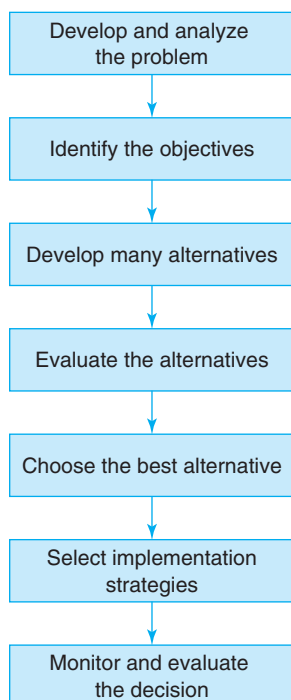 Develop and analyze
the problem
Identify the objectives
Develop many alternatives
Evaluate the alternatives
Choose the best alternative
Select implementation
strategies
Monitor and evaluate
the decision